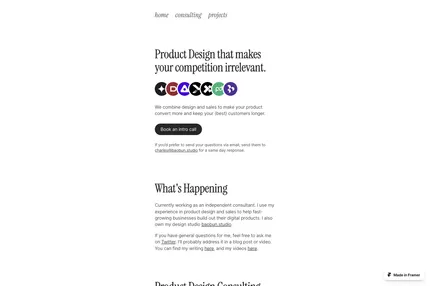 home consulting projects
Product Design that makes
your competition irrelevant.
We combine design and sales to make your product
convert more and keep your (best) customers longer.
Book an intro call
If you'd prefer to send your questions via email, send them to
for a same day response.
What's Happening
Currently working as an independent consultant. I use my
experience in product design and sales to help fast-
growing businesses build out their digital products. I also
own my design studio baobun studio.
If you have general questions for me, feel free to ask me
on Twitter. I'll probably address it in a blog post or video.
You can find my writing here, and my videos here.
Product Design Consulting
Made in Framer